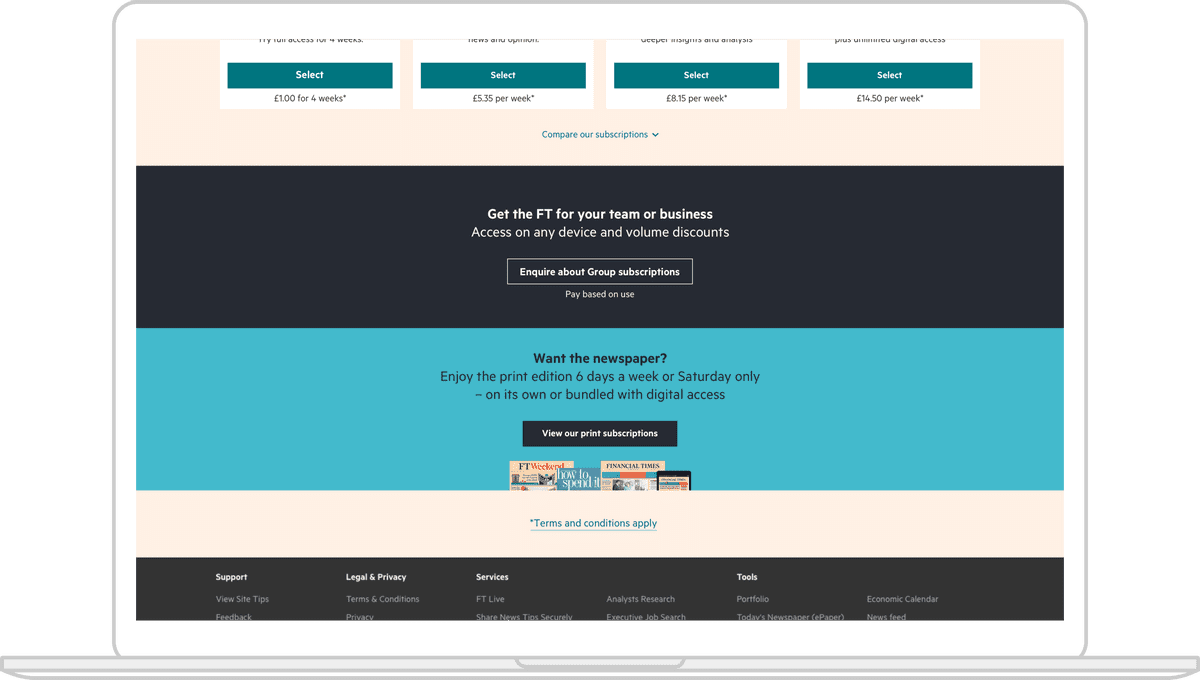 Try full access for 4 weeks.
news and opinion.
deeper insights and analysis
plus unlimited digital access
Select
Select
Select
Select
£1.00 for 4 weeks*
£5.35 per week*
£8.15 per week*
£14.50 per week*
Compare our subscriptions
Get the FT for your team or business
Access on any device and volume discounts
Enquire about Group subscriptions
Pay based on use
Want the newspaper?
Enjoy the print edition 6 days a week or Saturday only
– on its own or bundled with digital access
View our print subscriptions
FTWeekend
how to
spend it
FINANCIAL TIMES
FINANCIAL TIMES
*Terms and conditions apply
Support
Legal & Privacy
Services
Tools
View Site Tips
Terms & Conditions
FT Live
Analysts Research
Portfolio
Economic Calendar
Feedback
Privacy
Share News Tips Securely
Executive Job Search
Today's Newspaper (ePaper)
News feed